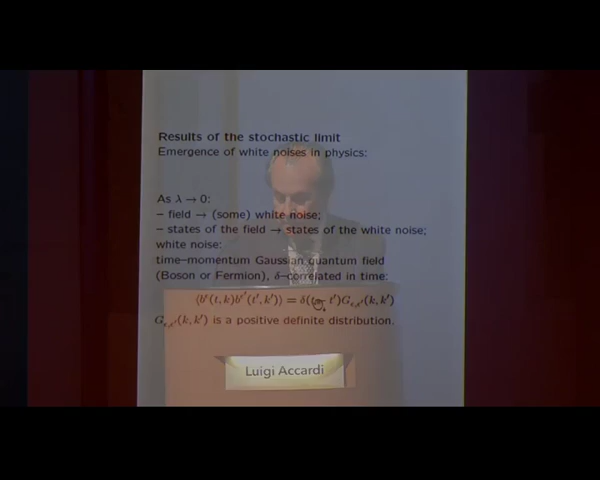 Results of the stochastic limit
Emergence of white noises in physics:
As λ → 0:
– field → (some) white noise;
– states of the field → states of the white noise;
white noise:
time–momentum Gaussian quantum field
(Boson or Fermion), δ–correlated in time:
⟨b^ε(t, k)b^ε'(t', k')⟩ = δ(t − t')G_ε,ε'(k, k')
G_ε,ε'(k, k') is a positive definite distribution.
Luigi Accardi